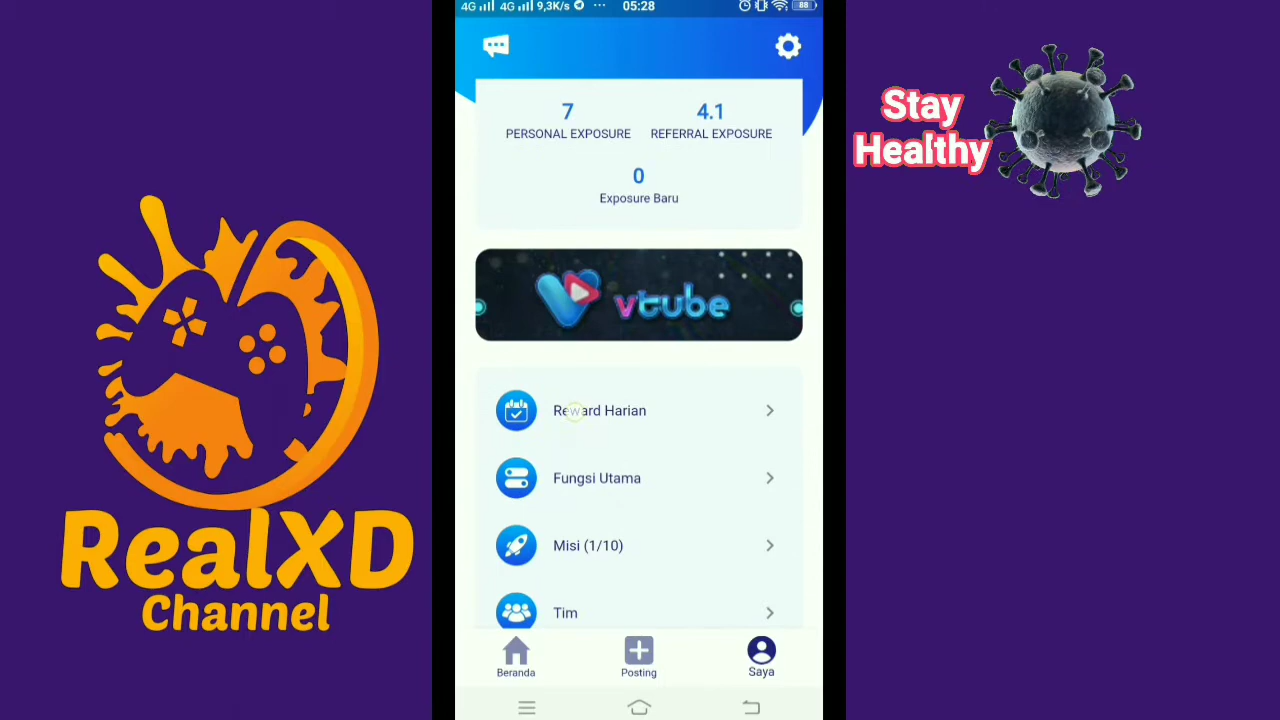 4G 4G 9,3K/s ... 05:28 88
7 4.1
PERSONAL EXPOSURE REFERRAL EXPOSURE
0
Exposure Baru
vtube
Reward Harian
Fungsi Utama
Misi (1/10)
Tim
Beranda Posting Saya
RealXD
Channel
Stay
Healthy